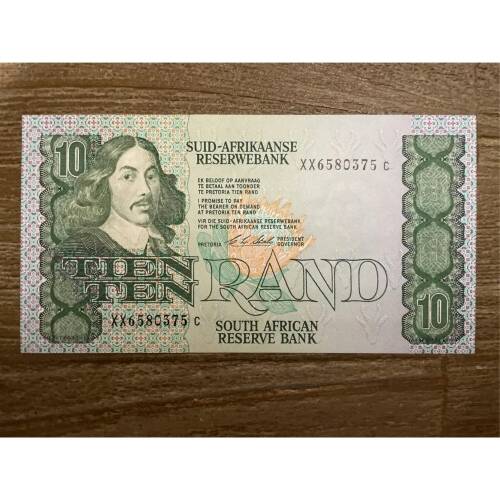 10
SUID-AFRIKAANSE
RESERWEBANK
XX6580375 C
EK BELOOF OP AANVRAAG
TE BETAAL AAN TOONDER
TE PRETORIA TIEN RAND
I PROMISE TO PAY
THE BEARER ON DEMAND
AT PRETORIA TEN RAND
VIR DIE SUID-AFRIKAANSE RESERWEBANK
FOR THE SOUTH AFRICAN RESERVE BANK
PRETORIA
PRESIDENT
GOVERNOR
TIEN
TEN
RAND
10
XX6580375 C
SOUTH AFRICAN
RESERVE BANK